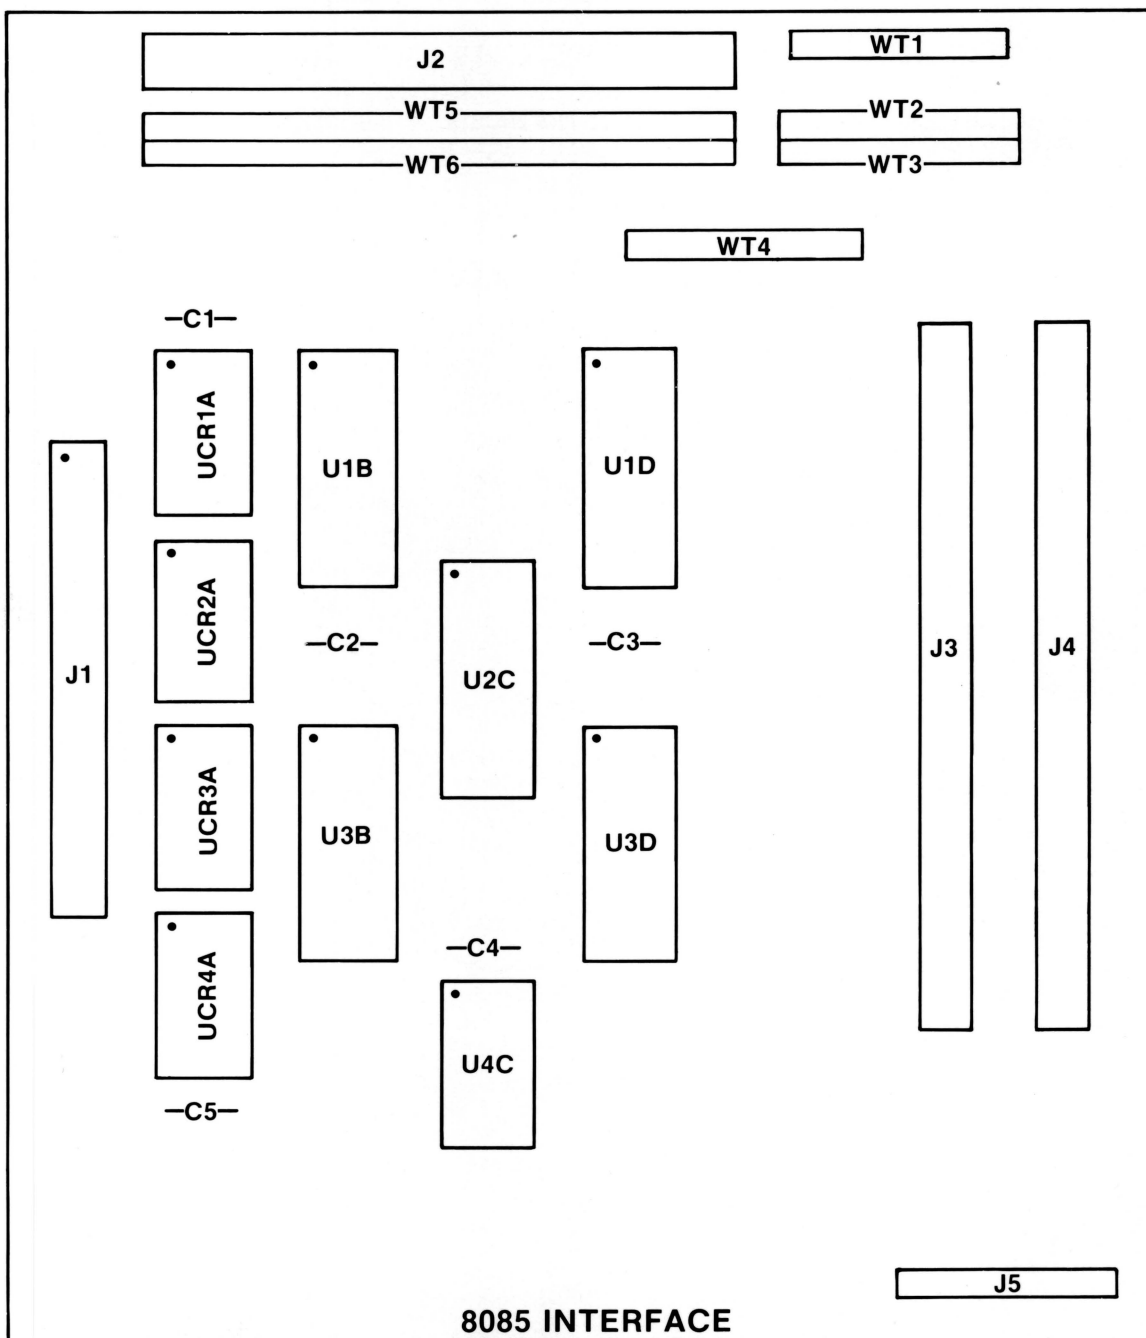 J2
WT1
WT5
WT2
WT6
WT3
WT4
C1
UCR1A
U1B
U1D
J1
UCR2A
C2
U2C
C3
J3
J4
UCR3A
U3B
U3D
UCR4A
C4
U4C
C5
J5
8085 INTERFACE